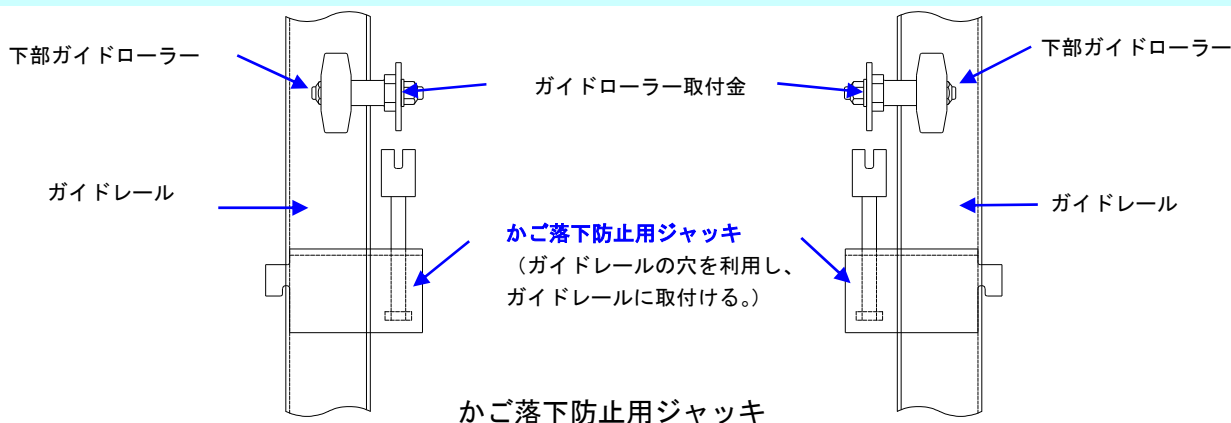 下部ガイドローラー
ガイドローラー取付金
下部ガイドローラー
ガイドレール
ガイドレール
かご落下防止用ジャッキ
（ガイドレールの穴を利用し、
ガイドレールに取付ける。）
かご落下防止用ジャッキ